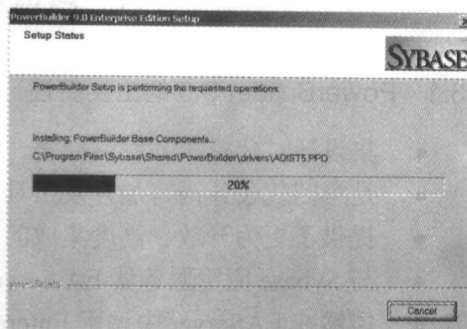 PowerBuilder 9.0 Enterprise Edition Setup
Setup Status
SYBASE
PowerBuilder Setup is performing the requested operations.
Installing: PowerBuilder Base Components...
C:\Program Files\Sybase\Shared\PowerBuilder\drivers\ADIST5.PPD
20%
InstallShield
Cancel